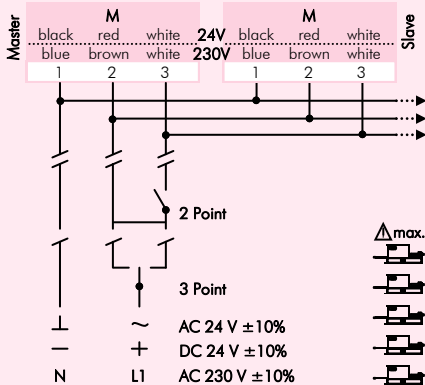 Master
M
M
Slave
black red white 24V black red white
blue brown white 230V blue brown white
1 2 3 1 2 3
2 Point
max.
3 Point
⊥ ~ AC 24 V ±10%
− + DC 24 V ±10%
N L1 AC 230 V ±10%